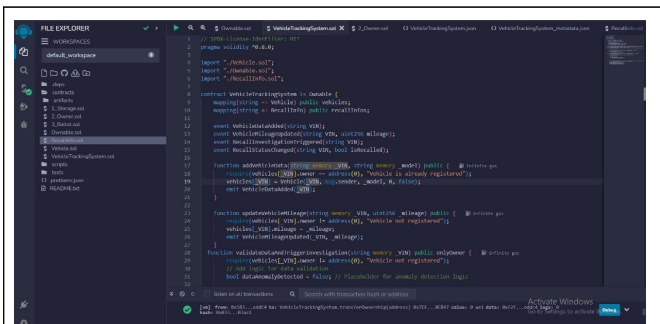 FILE EXPLORER
WORKSPACES
default_workspace
.deps
contracts
artifacts
1_Storage.sol
2_Owner.sol
3_Ballot.sol
Ownable.sol
RecallInfo.sol
Vehicle.sol
VehicleTrackingSystem.sol
scripts
tests
.prettierrc.json
README.txt
Ownable.sol
VehicleTrackingSystem.sol
2_Owner.sol
VehicleTrackingSystem.json
VehicleTrackingSystem_metadata.json
1 // SPDX-License-Identifier: MIT
2 pragma solidity ^0.8.0;
3
4 import "./Vehicle.sol";
5 import "./Ownable.sol";
6 import "./RecallInfo.sol";
7
8 contract VehicleTrackingSystem is Ownable {
9 mapping(string => Vehicle) public vehicles;
10 mapping(string => RecallInfo) public recallInfos;
11
12 event VehicleDataAdded(string VIN);
13 event VehicleMileageUpdated(string VIN, uint256 mileage);
14 event RecallInvestigationTriggered(string VIN);
15 event RecallStatusChanged(string VIN, bool isRecalled);
16
17 function addVehicleData(string memory _VIN, string memory _model) public { infinite gas
18 require(vehicles[_VIN].owner == address(0), "Vehicle is already registered");
19 vehicles[_VIN] = Vehicle(_VIN, msg.sender, _model, 0, false);
20 emit VehicleDataAdded(_VIN);
21 }
22
23 function updateVehicleMileage(string memory _VIN, uint256 _mileage) public { infinite gas
24 require(vehicles[_VIN].owner != address(0), "Vehicle not registered");
25 vehicles[_VIN].mileage = _mileage;
26 emit VehicleMileageUpdated(_VIN, _mileage);
27 }
28 function validateDataAndTriggerInvestigation(string memory _VIN) public onlyOwner { infinite gas
29 require(vehicles[_VIN].owner != address(0), "Vehicle not registered");
30 // Add logic for data validation
31 bool dataAnomalyDetected = false; // Placeholder for anomaly detection logic
0 listen on all transactions Search with transaction hash or address
Activate Windows
Go to Settings to activate
Debug